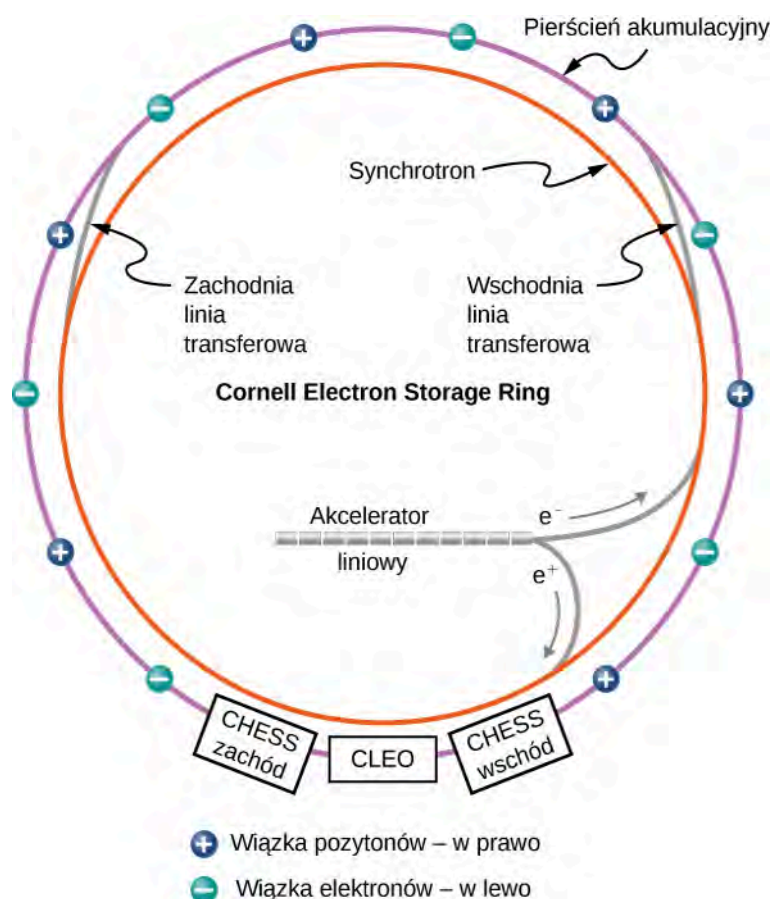 Pierścień akumulacyjny
Synchrotron
Zachodnia
linia
transferowa
Wschodnia
linia
transferowa
Cornell Electron Storage Ring
Akcelerator
liniowy
e⁻
e⁺
CHESS
zachód
CLEO
CHESS
wschód
Wiązka pozytonów – w prawo
Wiązka elektronów – w lewo